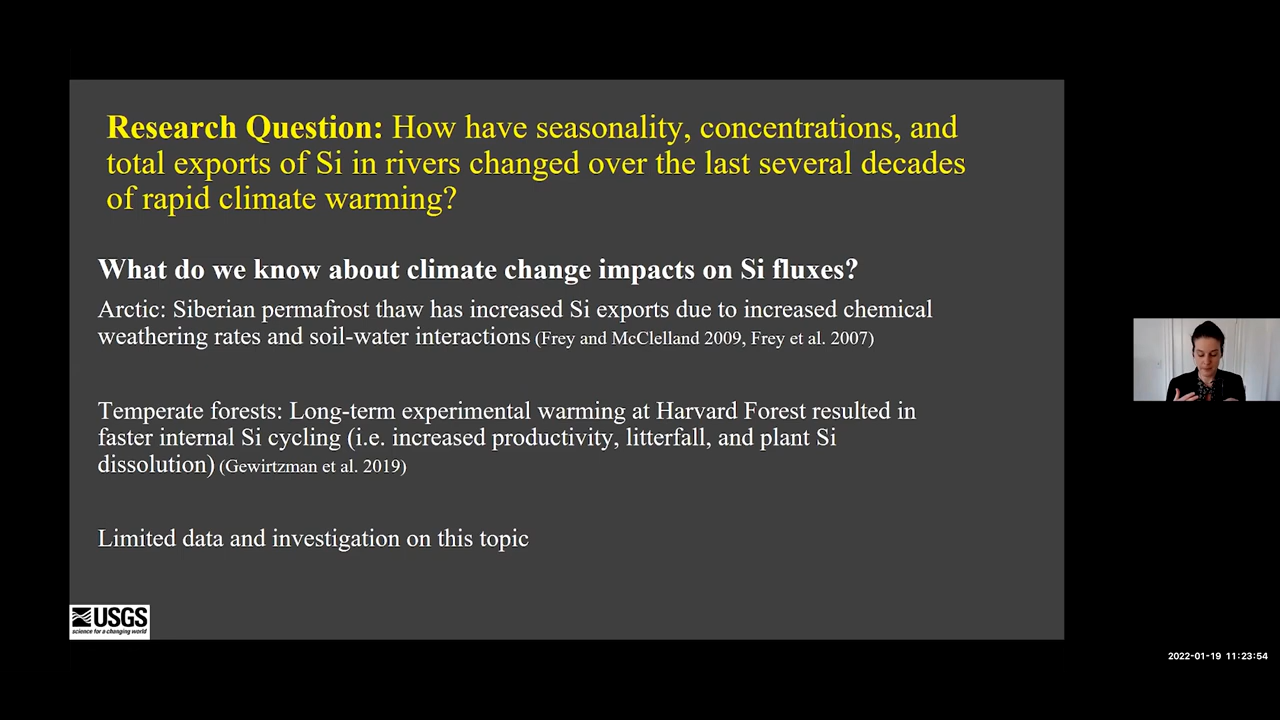 Research Question: How have seasonality, concentrations, and
total exports of Si in rivers changed over the last several decades
of rapid climate warming?
What do we know about climate change impacts on Si fluxes?
Arctic: Siberian permafrost thaw has increased Si exports due to increased chemical
weathering rates and soil-water interactions (Frey and McClelland 2009, Frey et al. 2007)
Temperate forests: Long-term experimental warming at Harvard Forest resulted in
faster internal Si cycling (i.e. increased productivity, litterfall, and plant Si
dissolution) (Gewirtzman et al. 2019)
Limited data and investigation on this topic
USGS
science for a changing world
2022-01-19 11:23:54